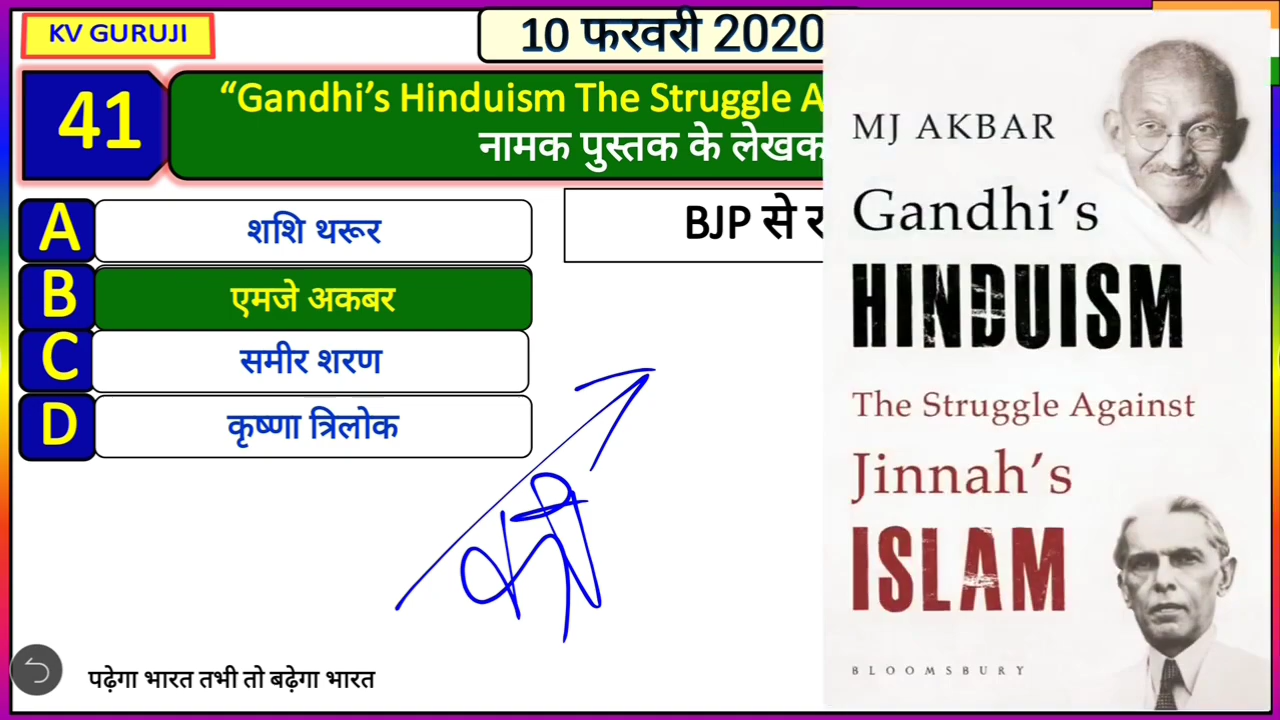 KV GURUJI
10 फरवरी 2020
41
“Gandhi’s Hinduism The Struggle A
नामक पुस्तक के लेखक
A शशि थरूर
B एमजे अकबर
C समीर शरण
D कृष्णा त्रिलोक
BJP से
MJ AKBAR
Gandhi’s
HINDUISM
The Struggle Against
Jinnah’s
ISLAM
BLOOMSBURY
पढ़ेगा भारत तभी तो बढ़ेगा भारत